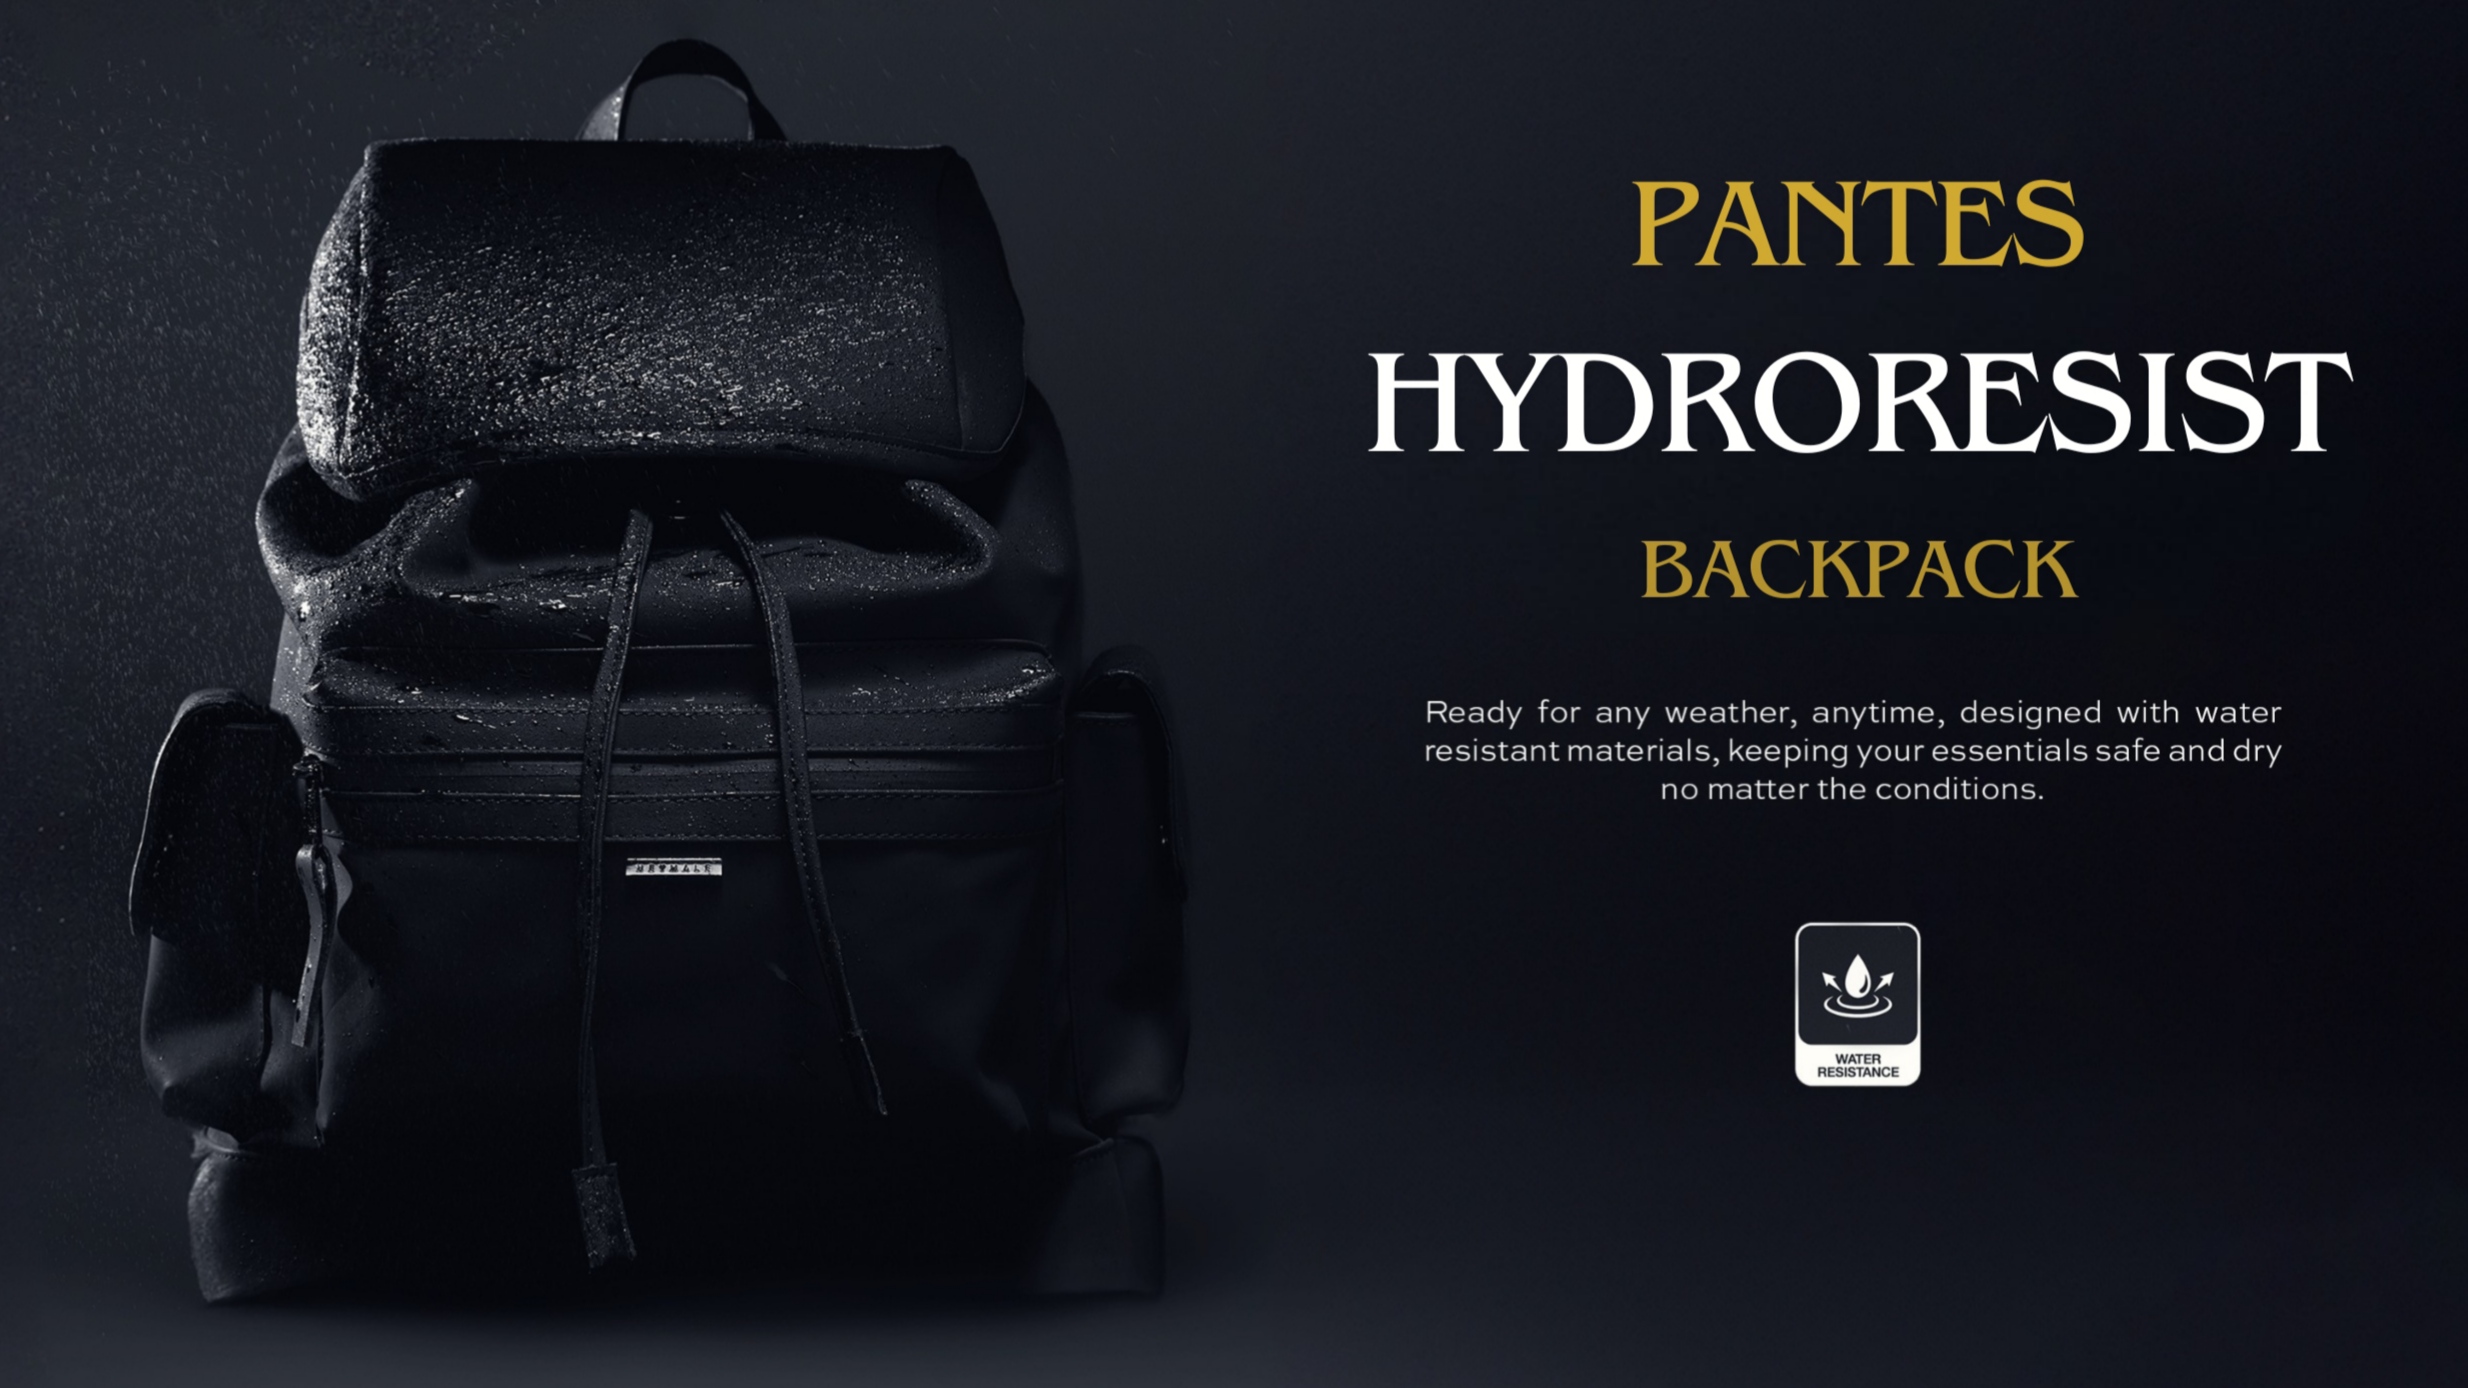 PANTES
HYDRORESIST
BACKPACK
Ready for any weather, anytime, designed with water
resistant materials, keeping your essentials safe and dry
no matter the conditions.
WATER
RESISTANCE